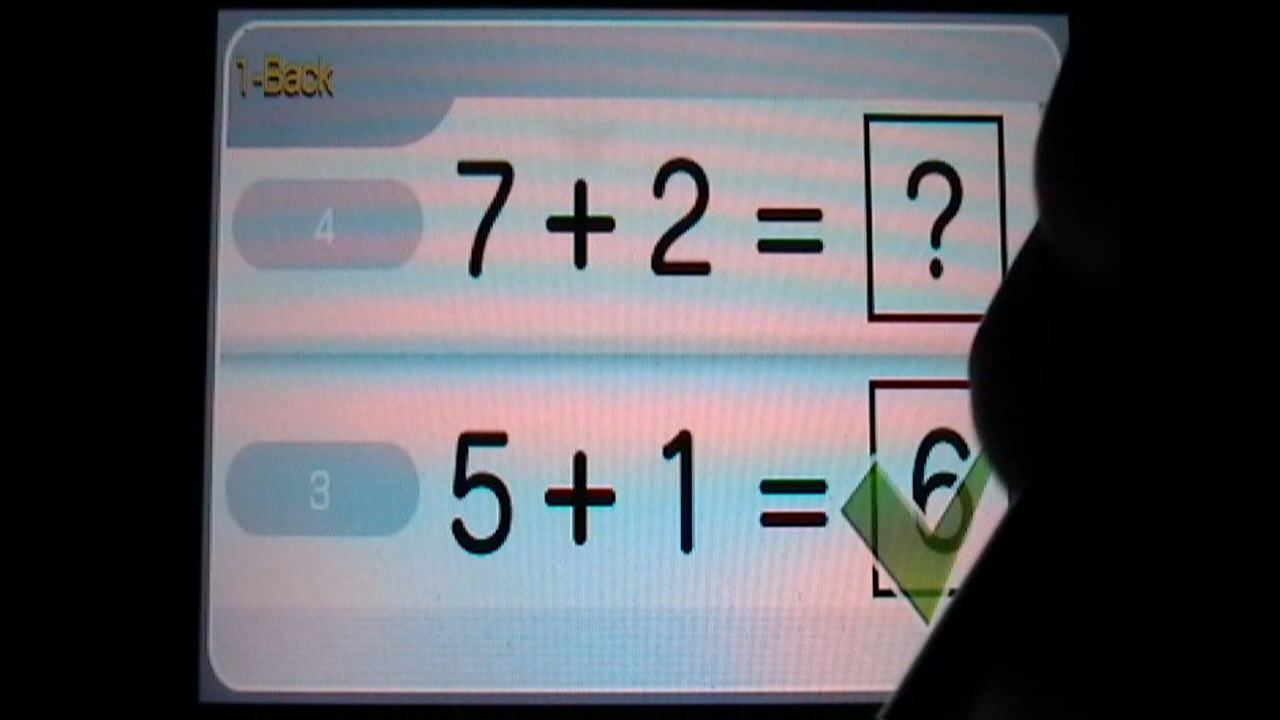 1-Back
4 7 + 2 = ?
3 5 + 1 = 6